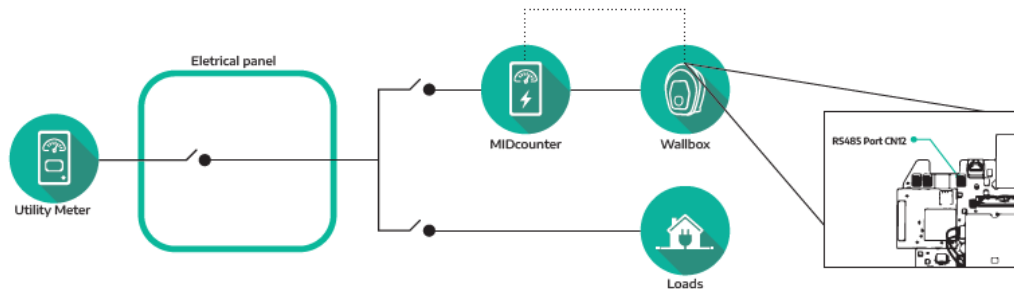 Eletrical panel
Utility Meter
MIDcounter
Wallbox
Loads
RS485 Port CN12